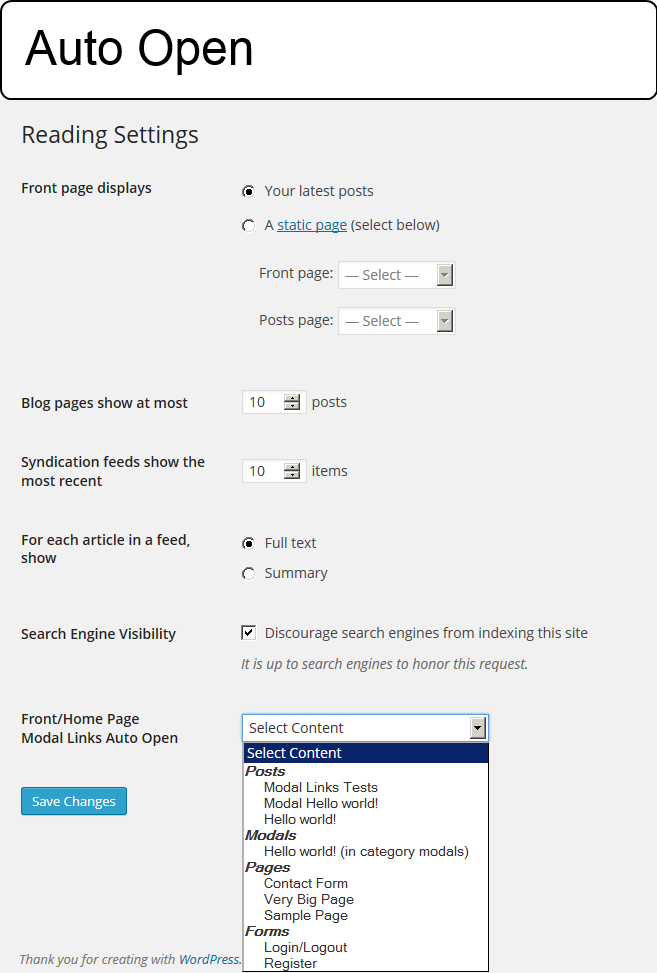 Auto Open
Reading Settings
Front page displays
Your latest posts
A static page (select below)
Front page: — Select —
Posts page: — Select —
Blog pages show at most 10 posts
Syndication feeds show the
most recent
10 items
For each article in a feed,
show
Full text
Summary
Search Engine Visibility
Discourage search engines from indexing this site
It is up to search engines to honor this request.
Front/Home Page
Modal Links Auto Open
Select Content
Select Content
Posts
Modal Links Tests
Modal Hello world!
Hello world!
Modals
Hello world! (in category modals)
Pages
Contact Form
Very Big Page
Sample Page
Forms
Login/Logout
Register
Save Changes
Thank you for creating with WordPress.